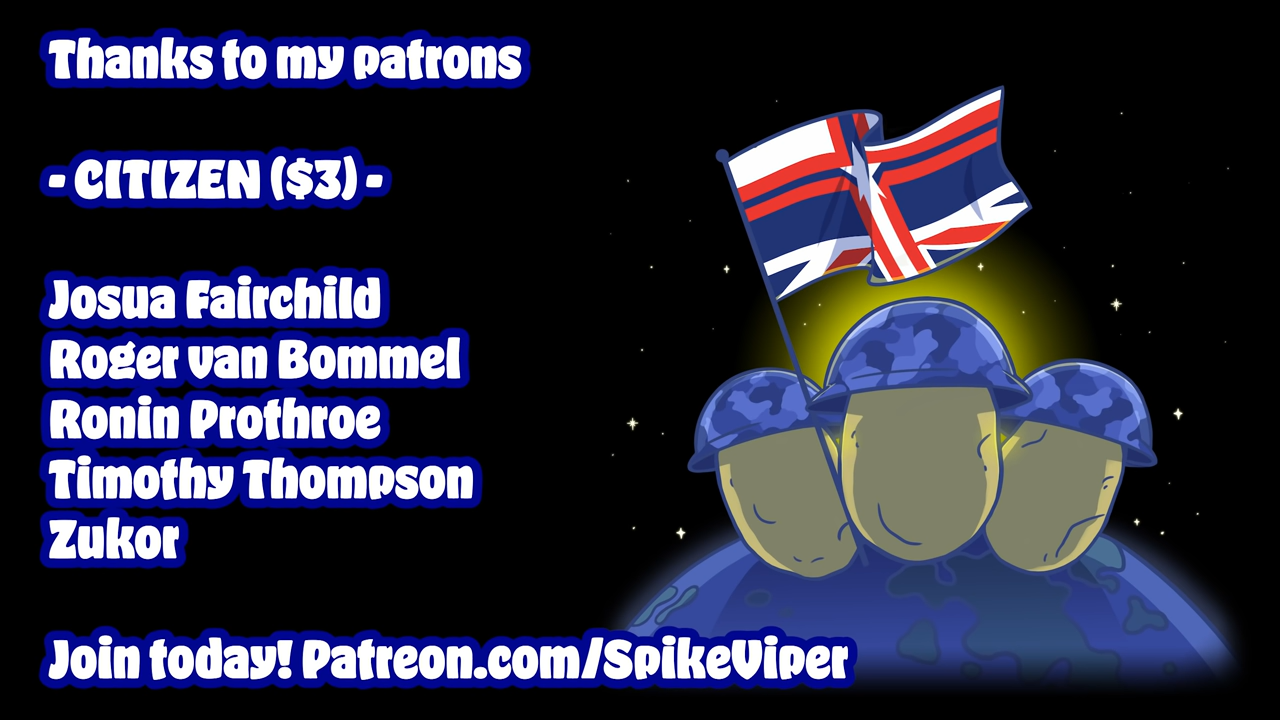 Thanks to my patrons
- CITIZEN ($3) -
Josua Fairchild
Roger van Bommel
Ronin Prothroe
Timothy Thompson
Zukor
Join today! Patreon.com/SpikeViper